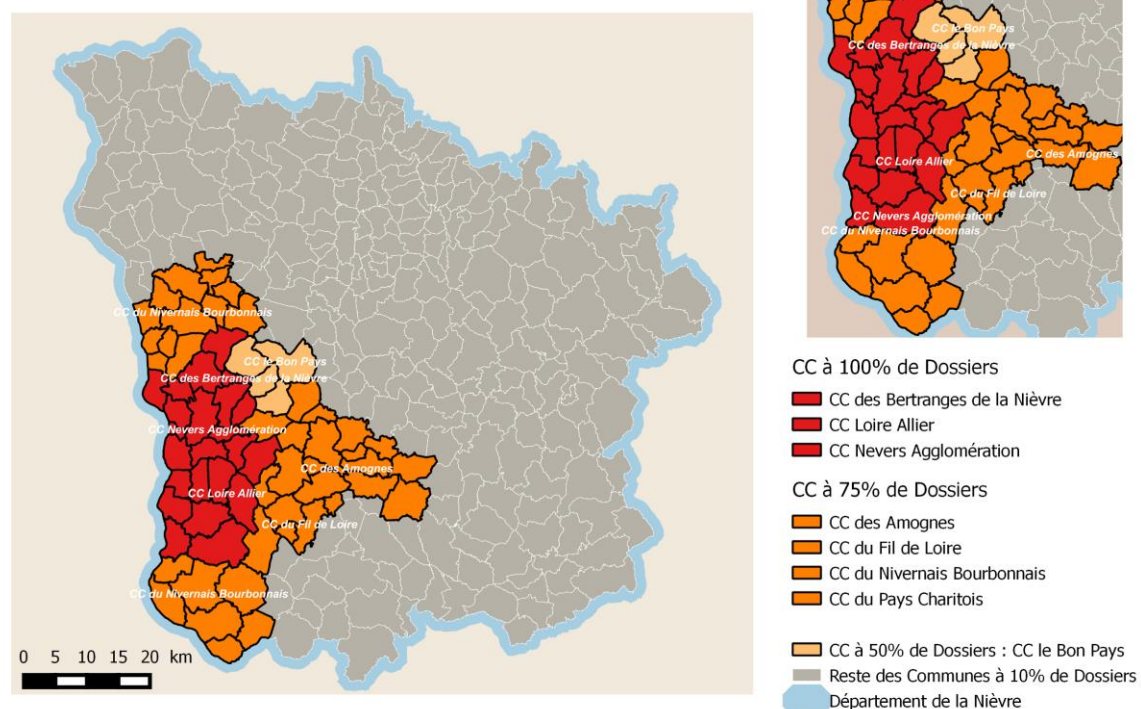 CC du Nivernais Bourbonnais
CC le Bon Pays
CC des Bertranges de la Nièvre
CC Nevers Agglomération
CC des Amognes
CC Loire Allier
CC du Fil de Loire
CC du Nivernais Bourbonnais
0 5 10 15 20 km
CC le Bon Pays
CC des Bertranges de la Nièvre
CC des Amognes
CC Loire Allier
CC du Fil de Loire
CC Nevers Agglomération
CC du Nivernais Bourbonnais
CC à 100% de Dossiers
CC des Bertranges de la Nièvre
CC Loire Allier
CC Nevers Agglomération
CC à 75% de Dossiers
CC des Amognes
CC du Fil de Loire
CC du Nivernais Bourbonnais
CC du Pays Charitois
CC à 50% de Dossiers : CC le Bon Pays
Reste des Communes à 10% de Dossiers
Département de la Nièvre